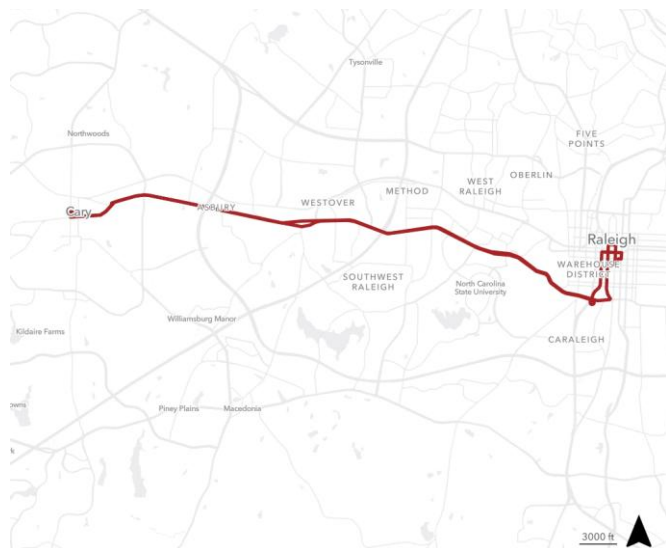 Tysonville
Northwoods
FIVE
POINTS
OBERLIN
WEST
RALEIGH
METHOD
WESTOVER
ASBURY
Cary
Raleigh
WAREHOUSE
DISTRICT
SOUTHWEST
RALEIGH
North Carolina
State University
Williamsburg Manor
Kildaire Farms
CARALEIGH
Piney Plains
Macedonia
3000 ft